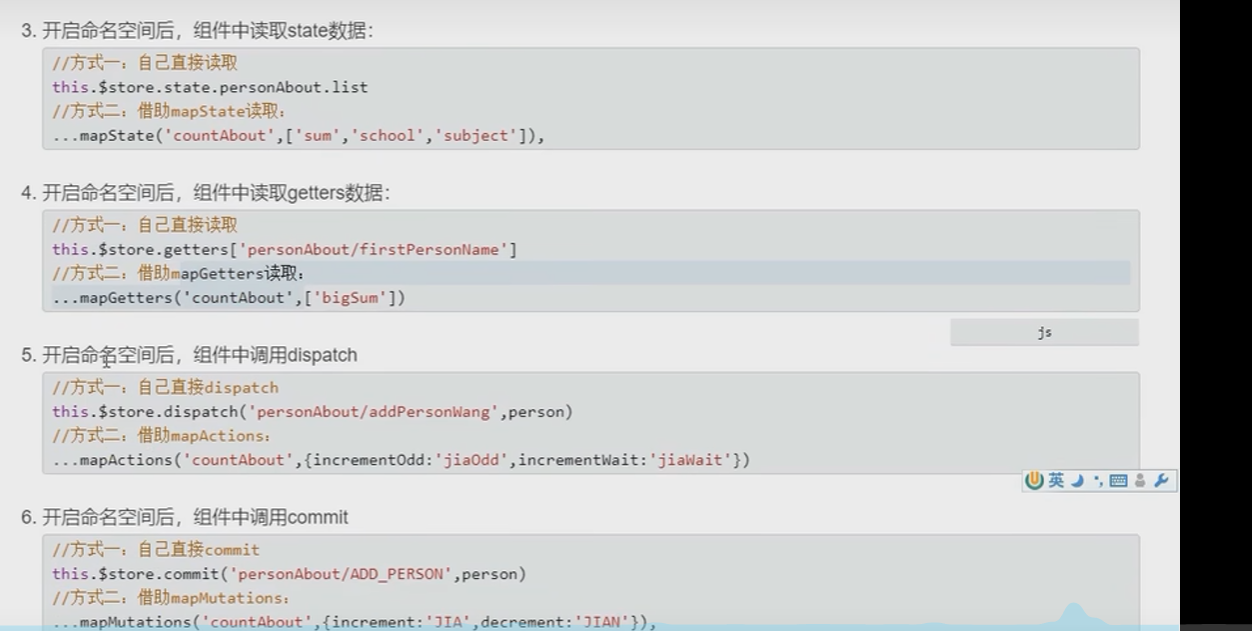 3. 开启命名空间后，组件中读取state数据：
//方式一：自己直接读取
this.$store.state.personAbout.list
//方式二：借助mapState读取：
...mapState('countAbout',['sum','school','subject']),
4. 开启命名空间后，组件中读取getters数据：
//方式一：自己直接读取
this.$store.getters['personAbout/firstPersonName']
//方式二：借助mapGetters读取：
...mapGetters('countAbout',['bigSum'])
js
5. 开启命名空间后，组件中调用dispatch
//方式一：自己直接dispatch
this.$store.dispatch('personAbout/addPersonWang',person)
//方式二：借助mapActions：
...mapActions('countAbout',{incrementOdd:'jiaOdd',incrementWait:'jiaWait'})
英
6. 开启命名空间后，组件中调用commit
//方式一：自己直接commit
this.$store.commit('personAbout/ADD_PERSON',person)
//方式二：借助mapMutations：
...mapMutations('countAbout',{increment:'JIA',decrement:'JIAN'}),